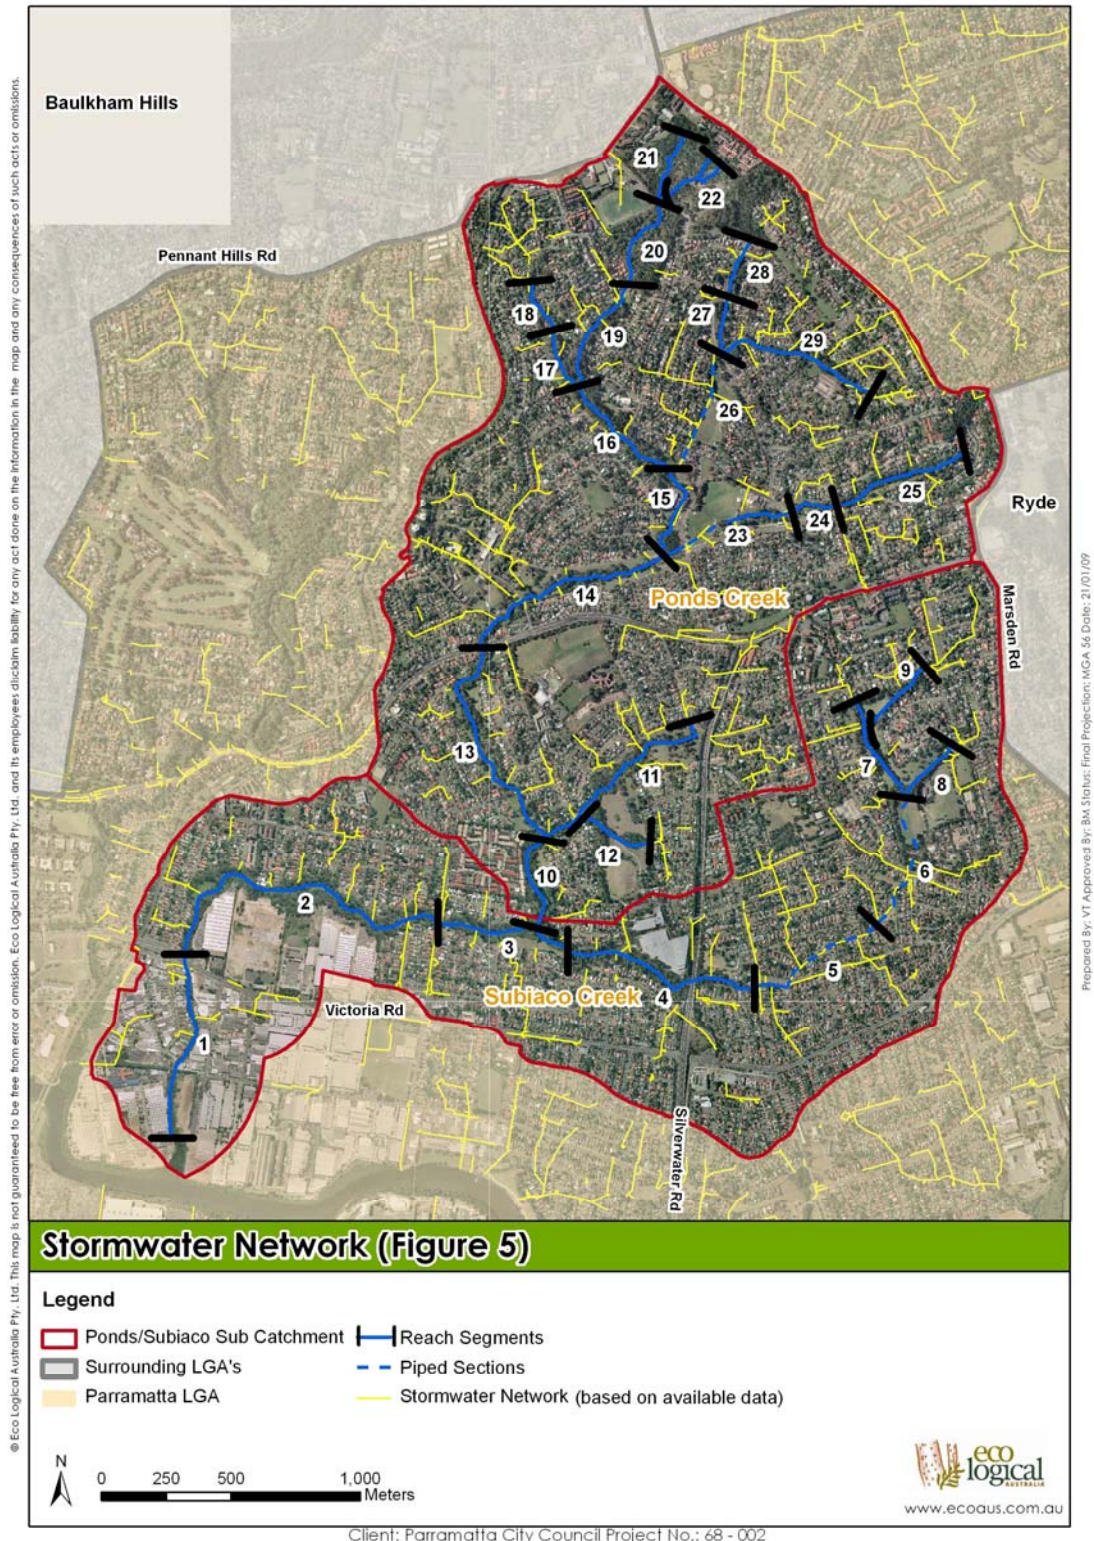 Baulkham Hills
Pennant Hills Rd
21
22
20
28
18
27
19
29
17
26
16
25
15
Ryde
24
23
14
Ponds Creek
Marsden Rd
9
13
11
7
8
12
10
6
2
3
5
4
Subiaco Creek
Victoria Rd
1
Silverwater Rd
© Eco Logical Australia Pty. Ltd. This map is not guaranteed to be free from error or omission. Eco Logical Australia Pty. Ltd. and its employees disclaim liability for any act done on the information in the map and any consequences of such acts or omissions.
Prepared By: VT Approved By: BM Status: Final Projection: MGA 56 Date: 21/01/09
Stormwater Network (Figure 5)
Legend
Ponds/Subiaco Sub Catchment
Reach Segments
Surrounding LGA's
Piped Sections
Parramatta LGA
Stormwater Network (based on available data)
N
0 250 500 1,000
Meters
eco
logical
AUSTRALIA
www.ecoaus.com.au
Client: Parramatta City Council Project No.: 68 - 002